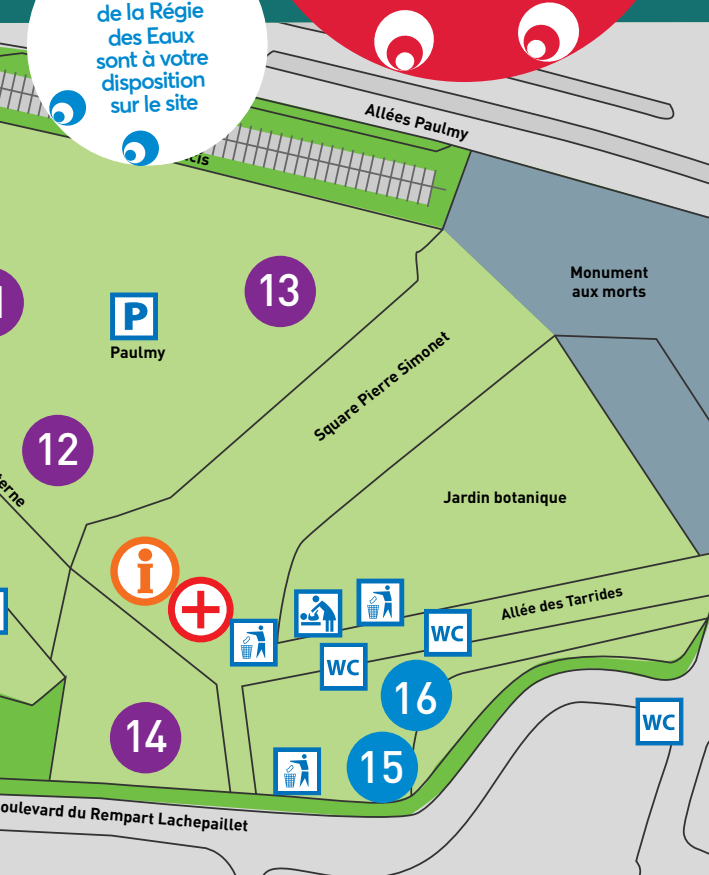 de la Régie
des Eaux
sont à votre
disposition
sur le site
Allées Paulmy
Monument
aux morts
13
P
Paulmy
Square Pierre Simonet
12
Jardin botanique
i
Allée des Tarrides
WC
WC
16
WC
14
15
du Rempart Lachepaillet